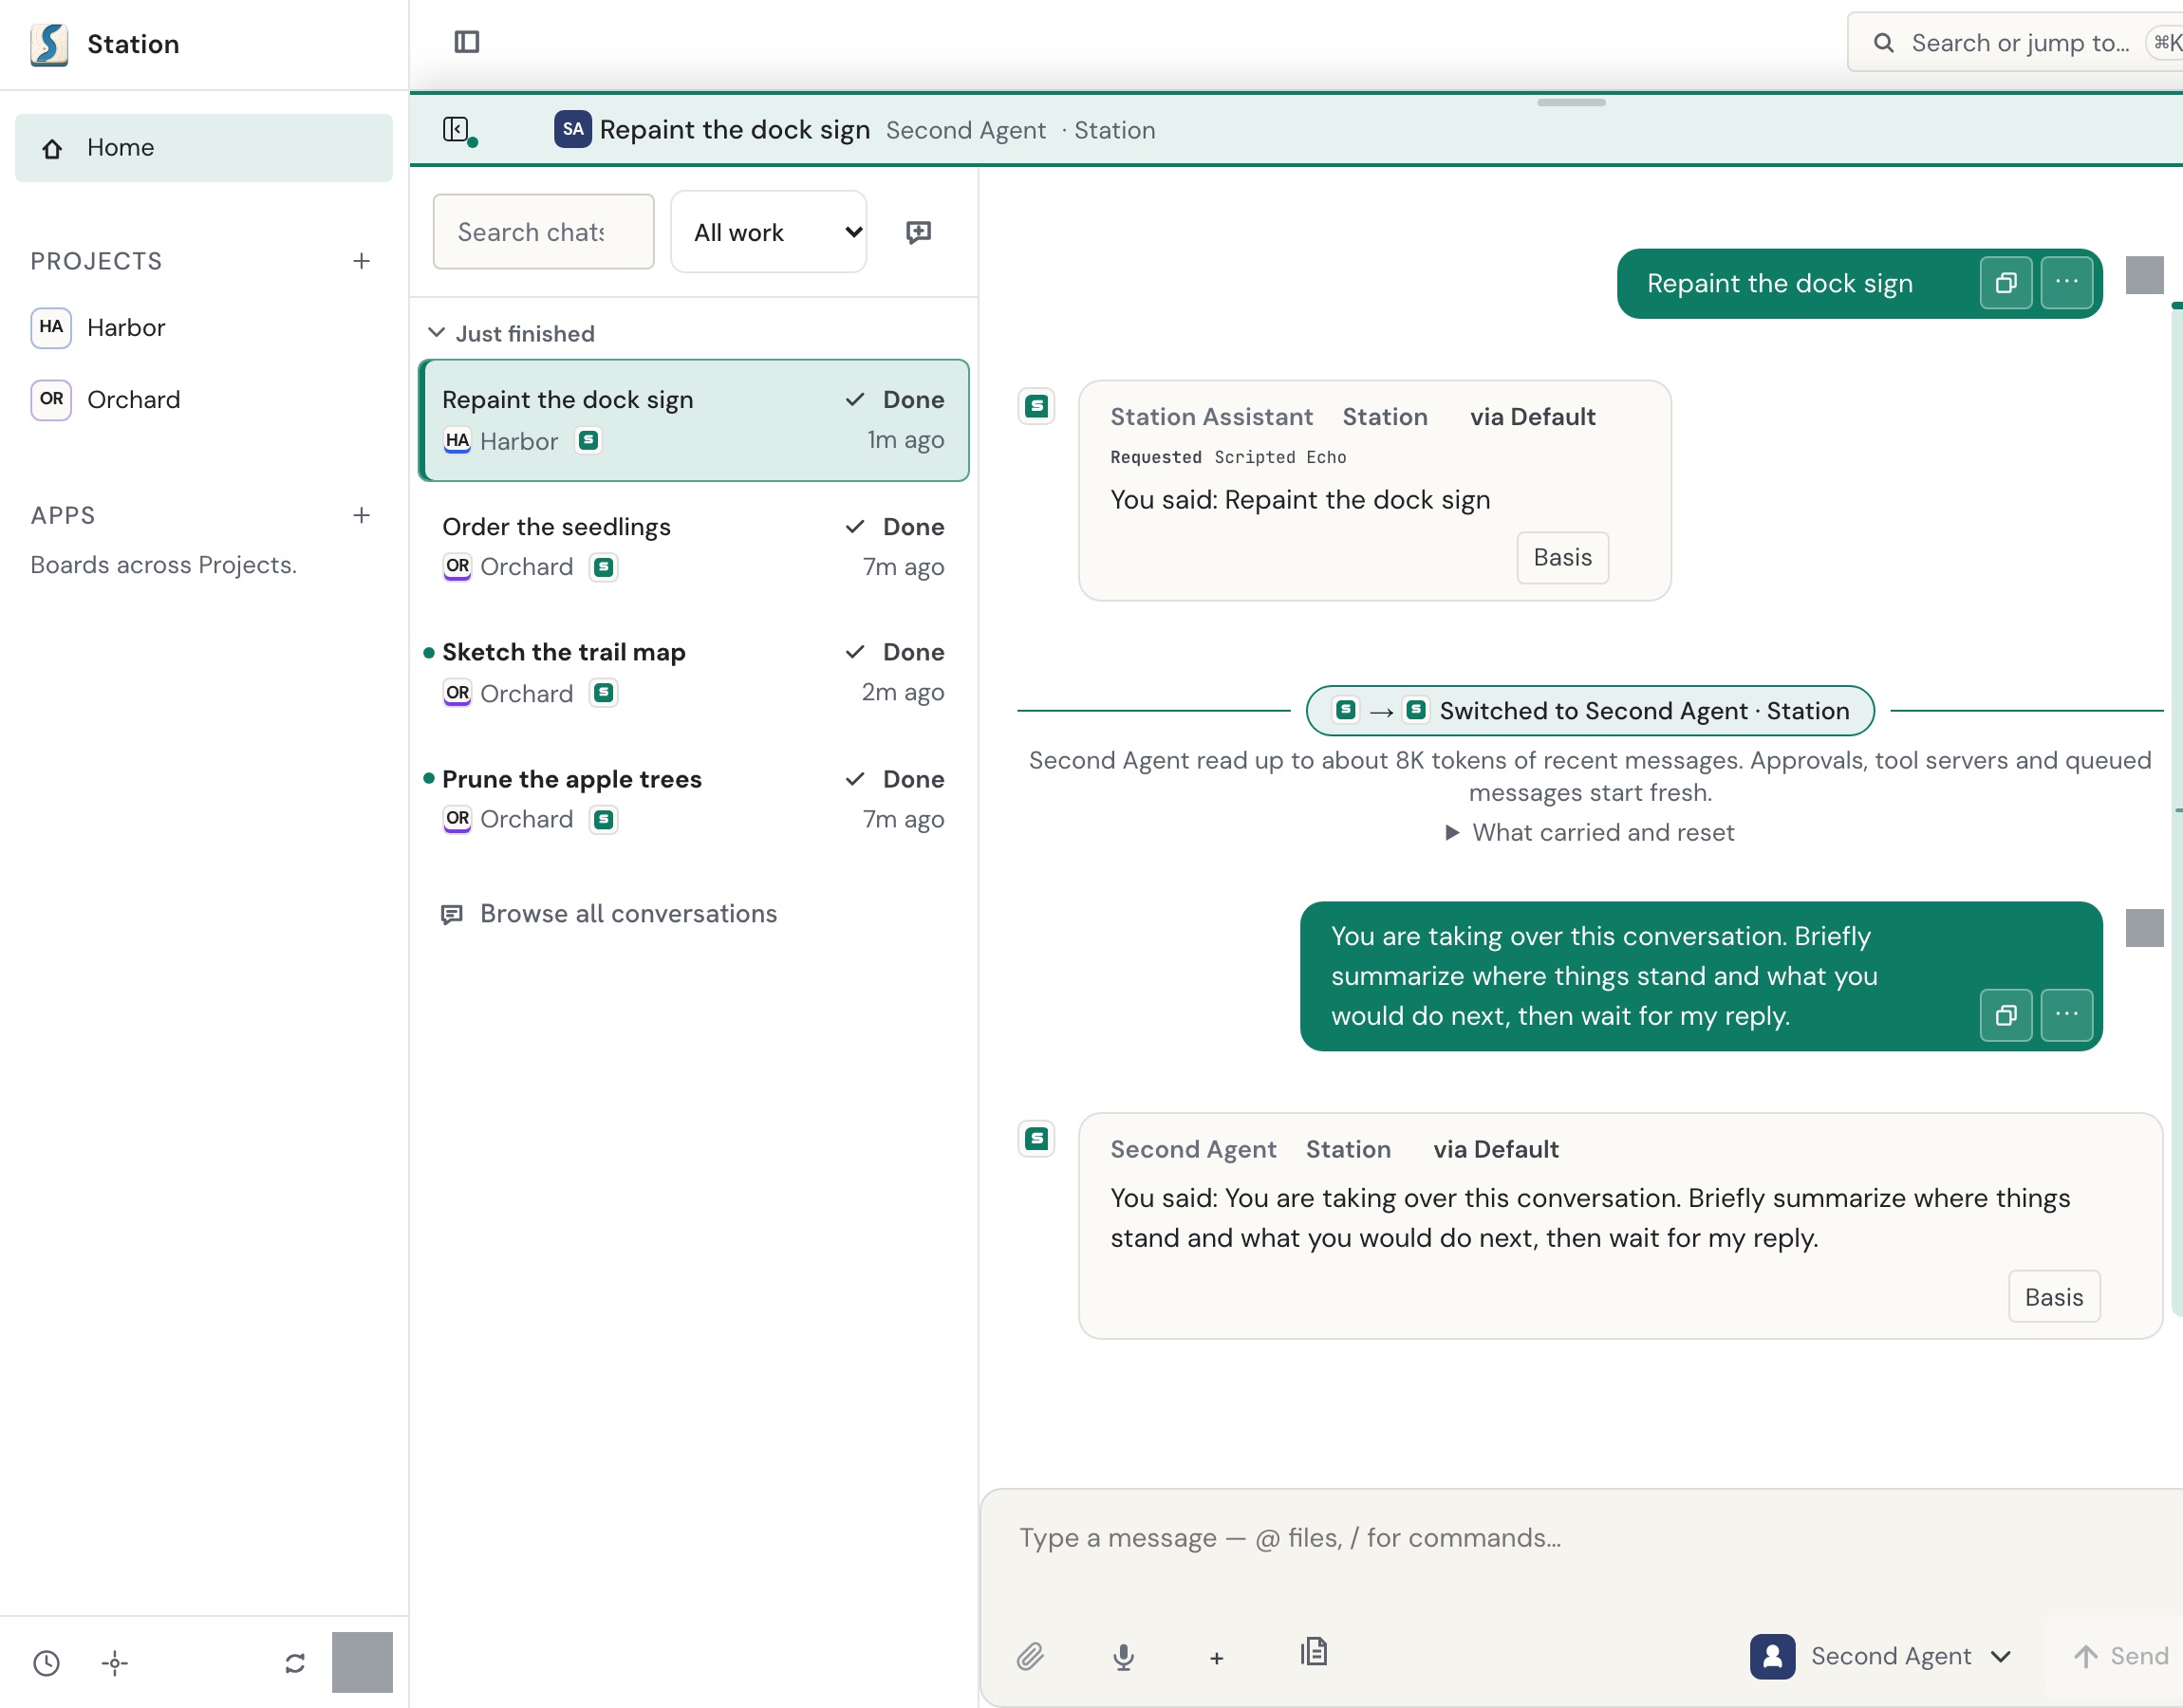 Station
Search or jump to... ⌘K
Home
SA Repaint the dock sign Second Agent · Station
PROJECTS +
HA Harbor
OR Orchard
APPS +
Boards across Projects.
Search chats
All work
Just finished
Repaint the dock sign Done
HA Harbor 1m ago
Order the seedlings Done
OR Orchard 7m ago
Sketch the trail map Done
OR Orchard 2m ago
Prune the apple trees Done
OR Orchard 7m ago
Browse all conversations
Repaint the dock sign
Station Assistant Station via Default
Requested Scripted Echo
You said: Repaint the dock sign
Basis
S → S Switched to Second Agent · Station
Second Agent read up to about 8K tokens of recent messages. Approvals, tool servers and queued
messages start fresh.
What carried and reset
You are taking over this conversation. Briefly
summarize where things stand and what you
would do next, then wait for my reply.
Second Agent Station via Default
You said: You are taking over this conversation. Briefly summarize where things
stand and what you would do next, then wait for my reply.
Basis
Type a message — @ files, / for commands...
+ Second Agent Send